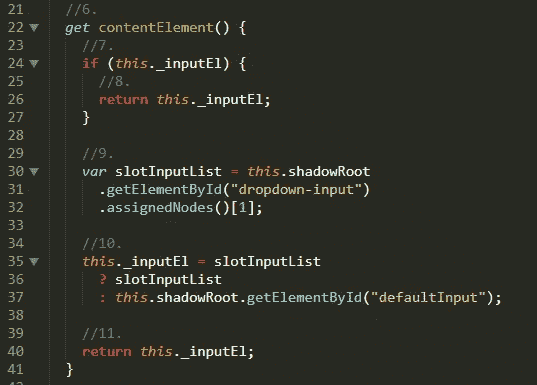 21 //6.
22 get contentElement() {
23 //7.
24 if (this._inputEl) {
25 //8.
26 return this._inputEl;
27 }
28
29 //9.
30 var slotInputList = this.shadowRoot
31 .getElementById("dropdown-input")
32 .assignedNodes()[1];
33
34 //10.
35 this._inputEl = slotInputList
36 ? slotInputList
37 : this.shadowRoot.getElementById("defaultInput");
38
39 //11.
40 return this._inputEl;
41 }